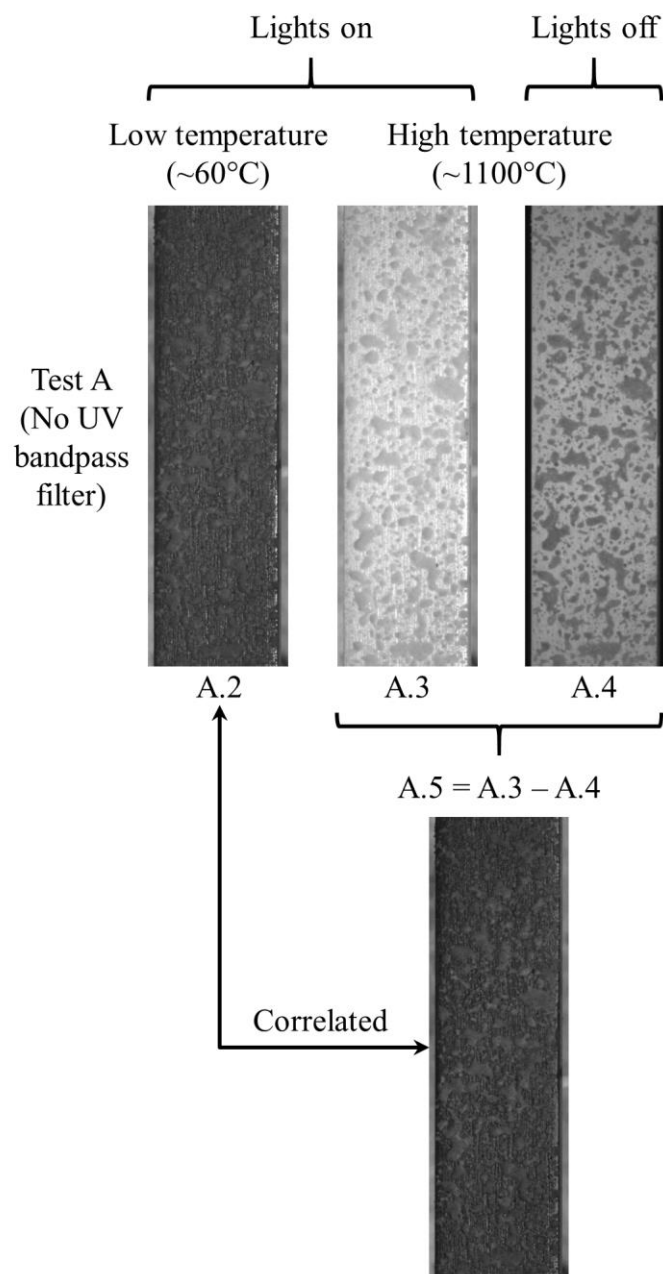 Lights on
Lights off
Low temperature
(~60°C)
High temperature
(~1100°C)
Test A
(No UV
bandpass
filter)
A.2
A.3
A.4
A.5 = A.3 – A.4
Correlated